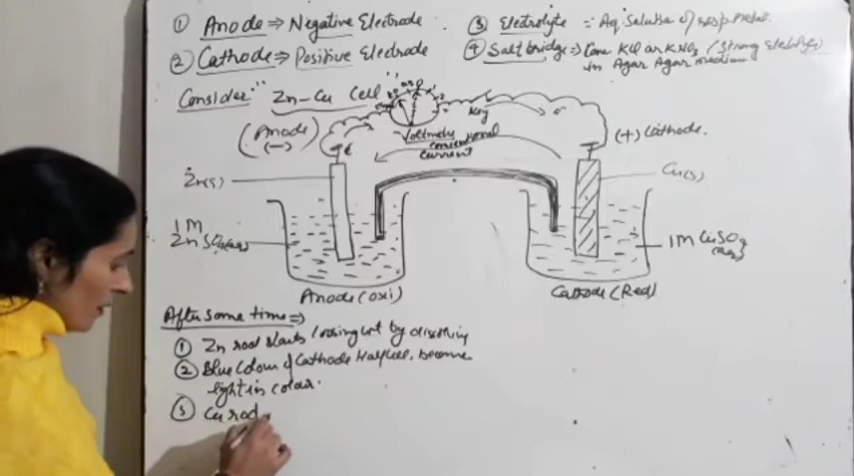 ① Anode ⇒ Negative Electrode
② Cathode ⇒ Positive Electrode
③ Electrolyte = Aq. Solution of resp. metal.
④ Salt bridge ⇒ Conc KCl or KNO3 / (Strong Electrolyte)
in Agar Agar medium
Consider Zn-Cu Cell
(Anode)
(-)
Voltmeter
Key
e-
(+) Cathode.
conventional
current
Zn(s)
Cu(s)
1M
ZnSO4(aq)
1M CuSO4
(aq)
Anode (oxi)
Cathode (Red)
After some time ⇒
① Zn rod starts loosing wt by dissolving
② Blue Colour of Cathode Half cell, become
light in colour.
③ Cu rod